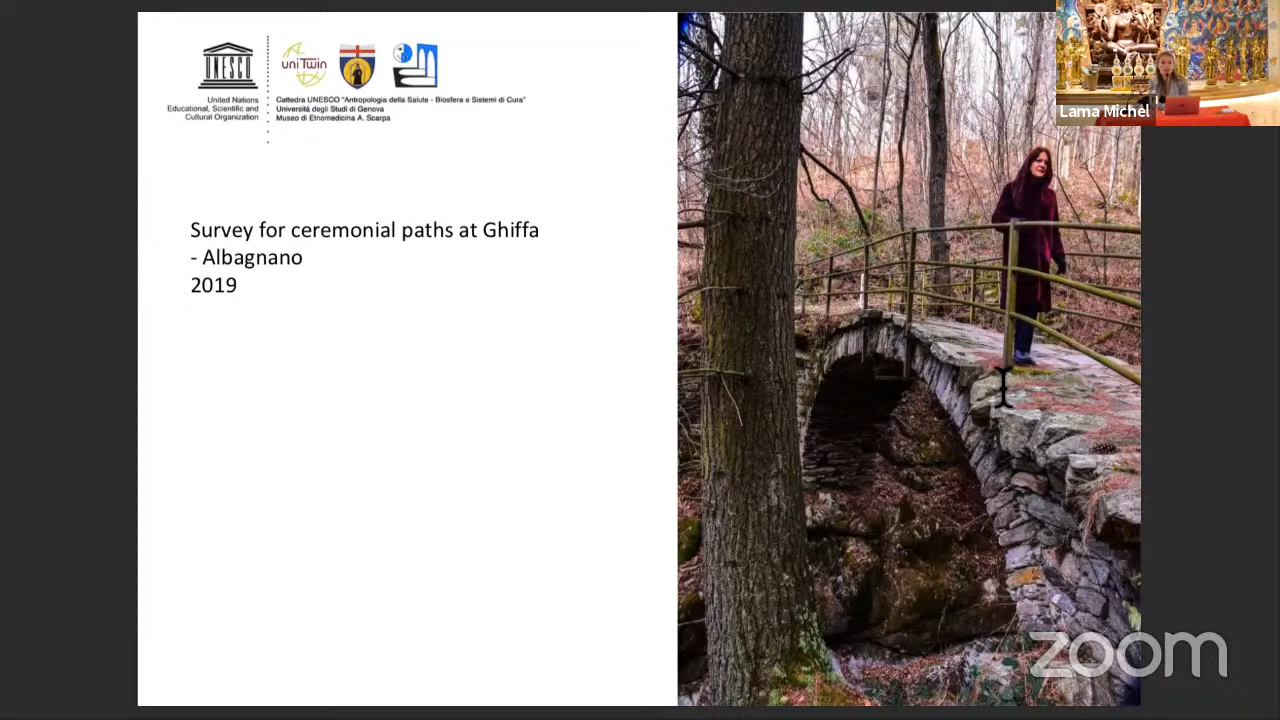 UNESCO
United Nations
Educational, Scientific and
Cultural Organization
uniTwin
Cattedra UNESCO "Antropologia della Salute - Biosfera e Sistemi di Cura"
Università degli Studi di Genova
Museo di Etnomedicina A. Scarpa
Lama Michel
Survey for ceremonial paths at Ghiffa
- Albagnano
2019
zoom